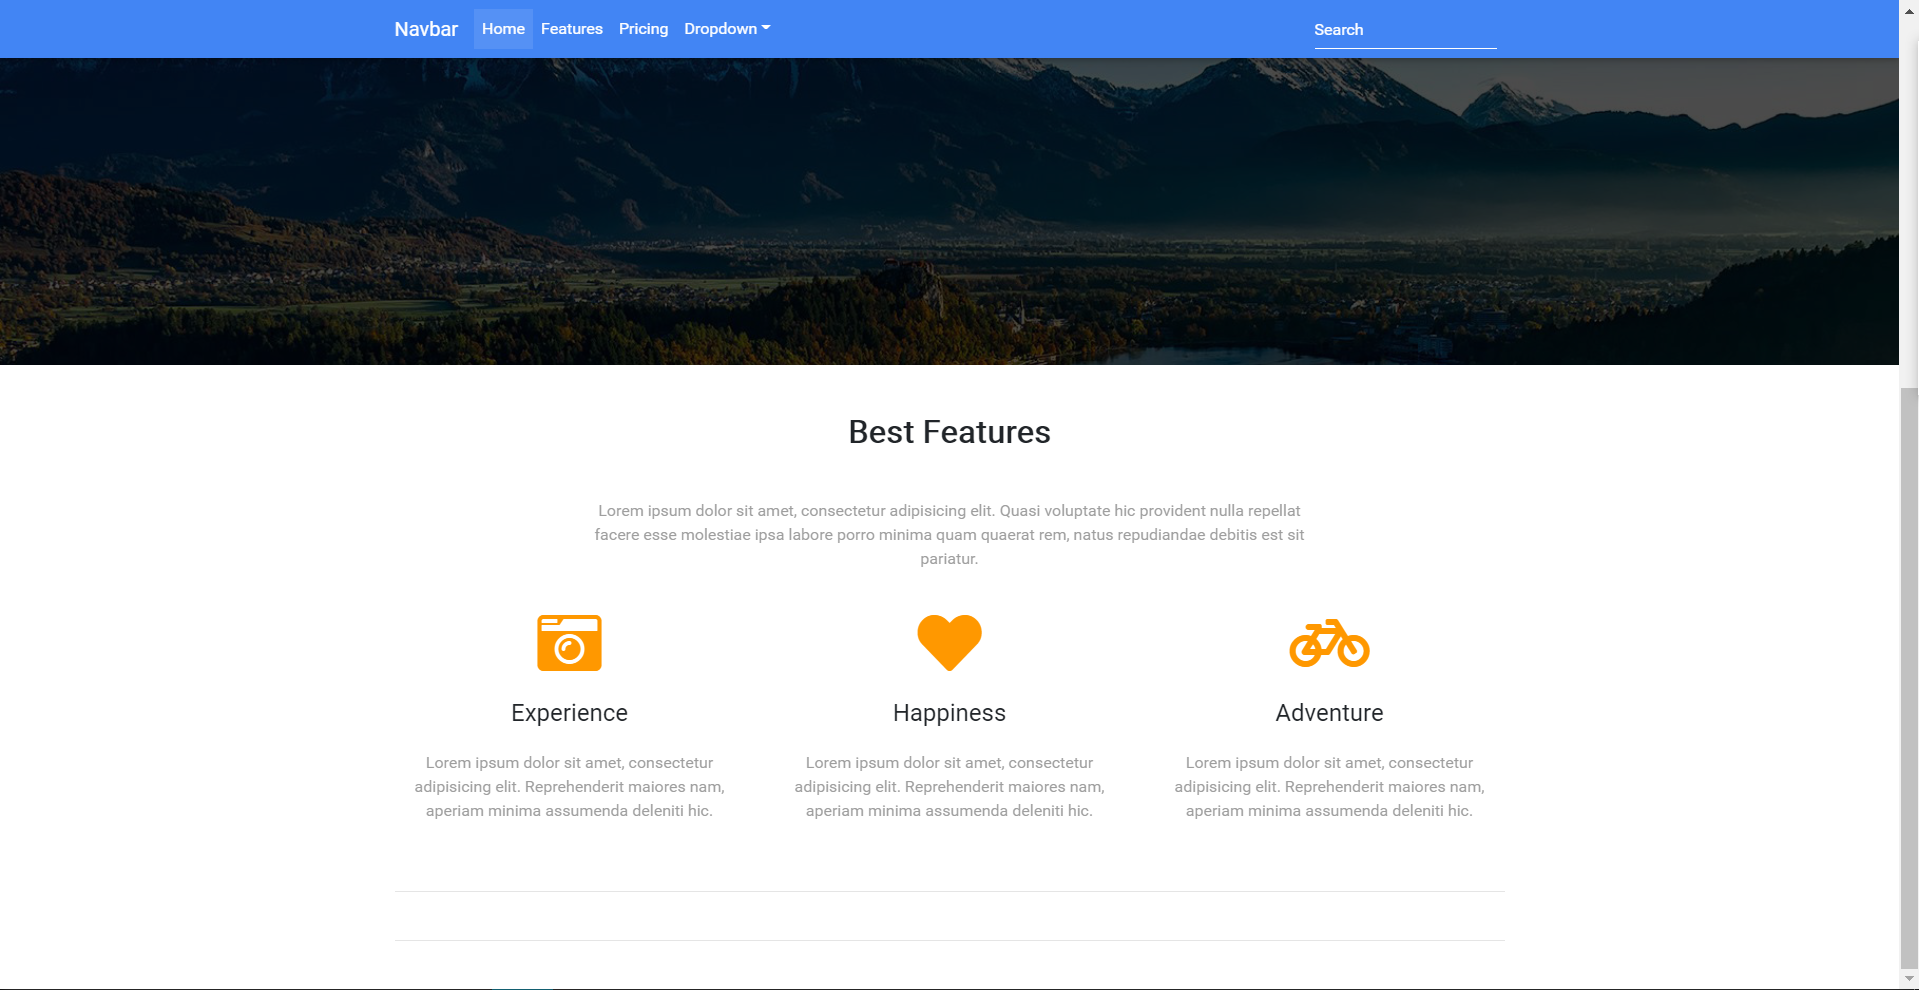 Navbar Home Features Pricing Dropdown Search
Best Features
Lorem ipsum dolor sit amet, consectetur adipisicing elit. Quasi voluptate hic provident nulla repellat
facere esse molestiae ipsa labore porro minima quam quaerat rem, natus repudiandae debitis est sit
pariatur.
Experience
Lorem ipsum dolor sit amet, consectetur
adipisicing elit. Reprehenderit maiores nam,
aperiam minima assumenda deleniti hic.
Happiness
Lorem ipsum dolor sit amet, consectetur
adipisicing elit. Reprehenderit maiores nam,
aperiam minima assumenda deleniti hic.
Adventure
Lorem ipsum dolor sit amet, consectetur
adipisicing elit. Reprehenderit maiores nam,
aperiam minima assumenda deleniti hic.